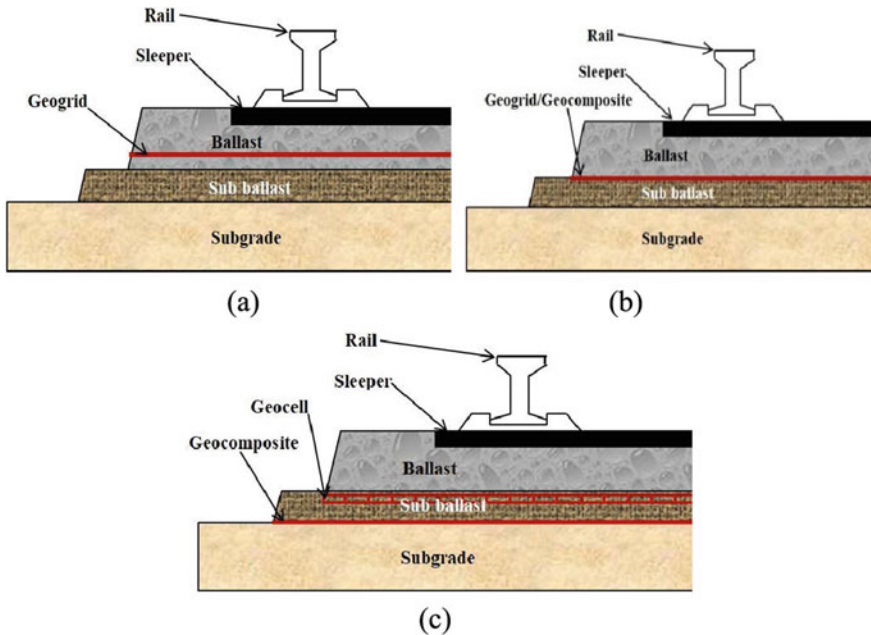 Rail
Sleeper
Geogrid
Ballast
Sub ballast
Subgrade
(a)
Rail
Sleeper
Geogrid/Geocomposite
Ballast
Sub ballast
Subgrade
(b)
Rail
Sleeper
Geocell
Geocomposite
Ballast
Sub ballast
Subgrade
(c)